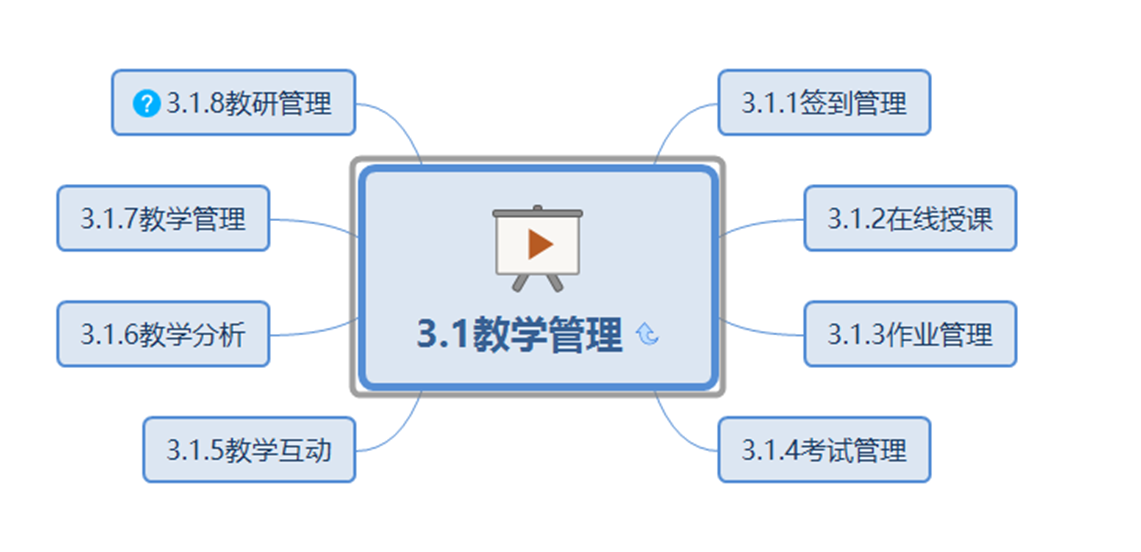 3.1教学管理
3.1.1签到管理
3.1.2在线授课
3.1.3作业管理
3.1.4考试管理
3.1.5教学互动
3.1.6教学分析
3.1.7教学管理
?3.1.8教研管理